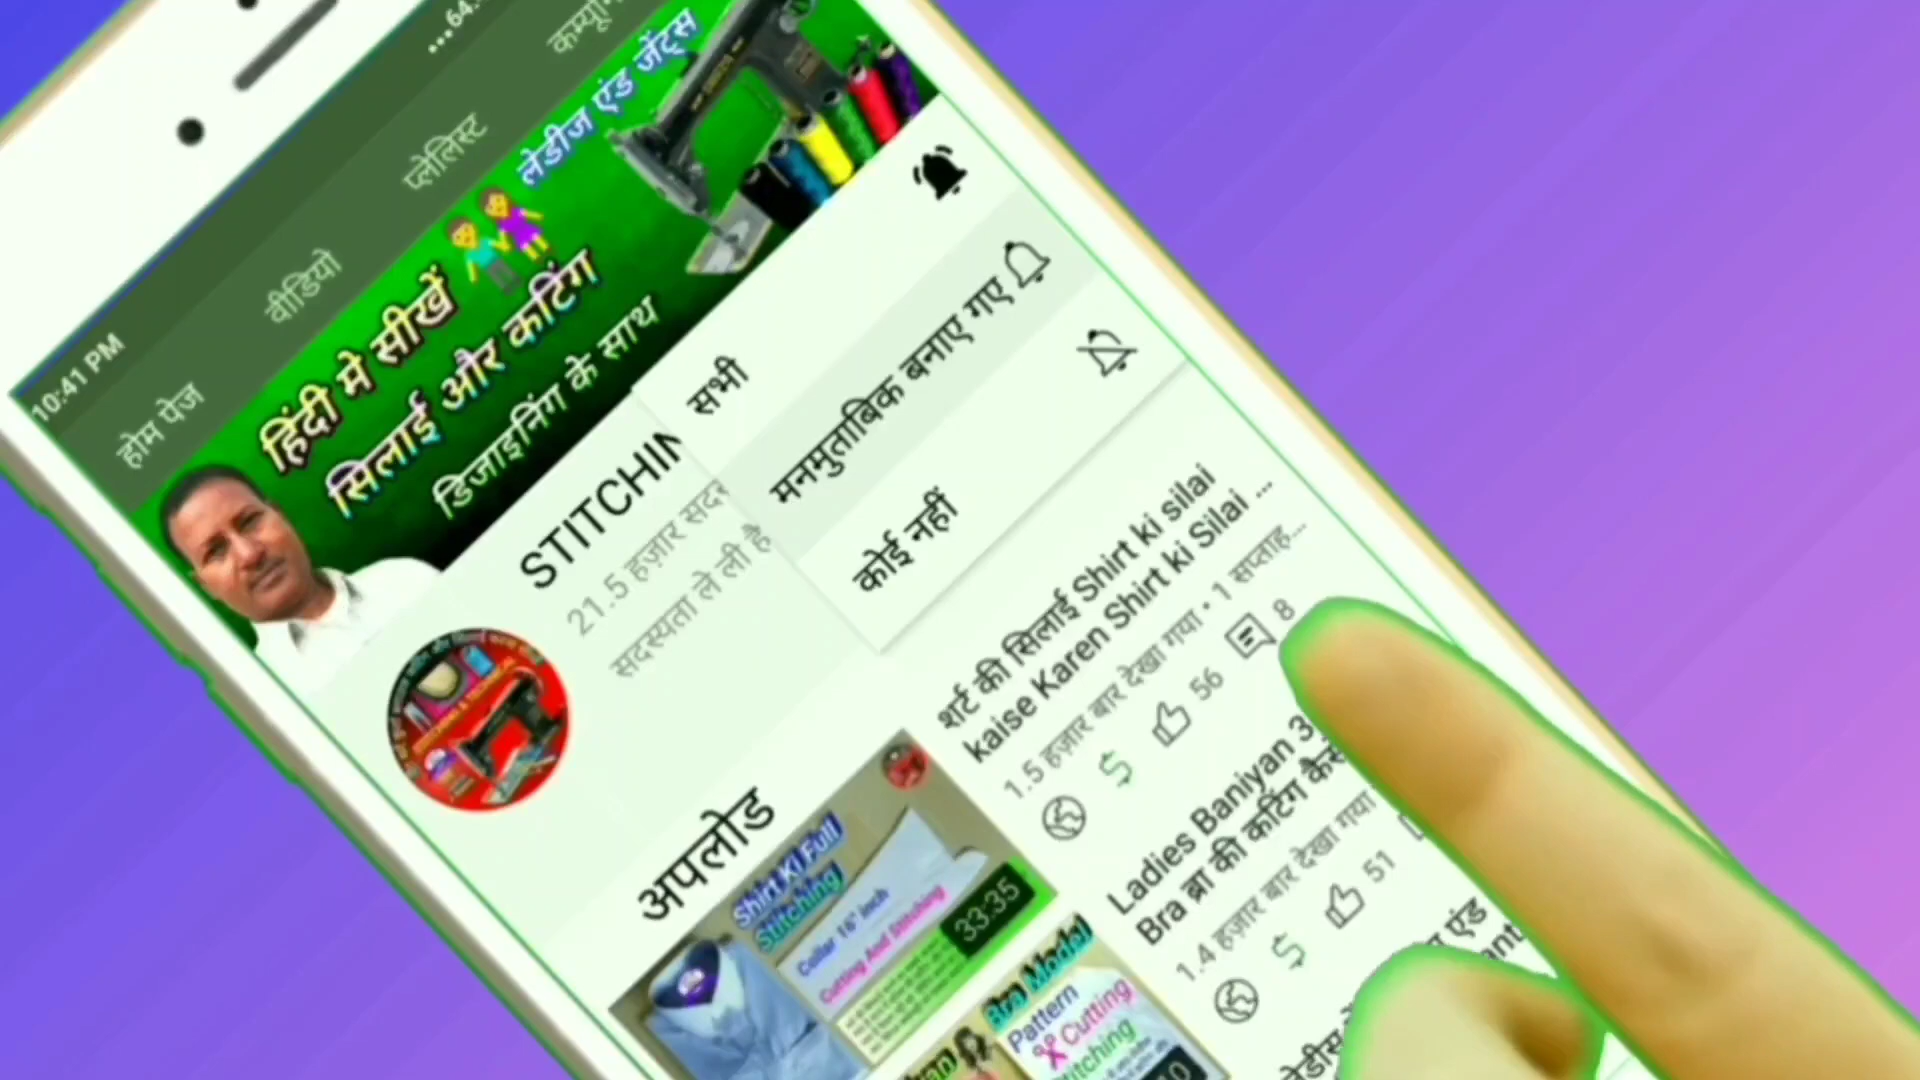 10:41 PM
होम पेज
वीडियो
प्लेलिस्ट
हिंदी मे सीखें
लेडीज एंड जेंट्स
सिलाई और कटिंग
डिजाइनिंग के साथ
STITCHIN
21.5 हज़ार सदर
सदस्यता ले ली है
सभी
मनमुताबिक बनाए गए
कोई नहीं
अपलोड
Shirt Ki Full
Stitching
Collar 16" inch
Cutting And Stitching
33:35
शर्ट की सिलाई Shirt ki silai
kaise Karen Shirt ki Silai ...
1.5 हज़ार बार देखा गया • 1 सप्ताह...
56
8
Bra Model
Pattern
Cutting
Ladies Baniyan 3
Bra ब्रा की कटिंग
1.4 हज़ार बार देखा गया
51